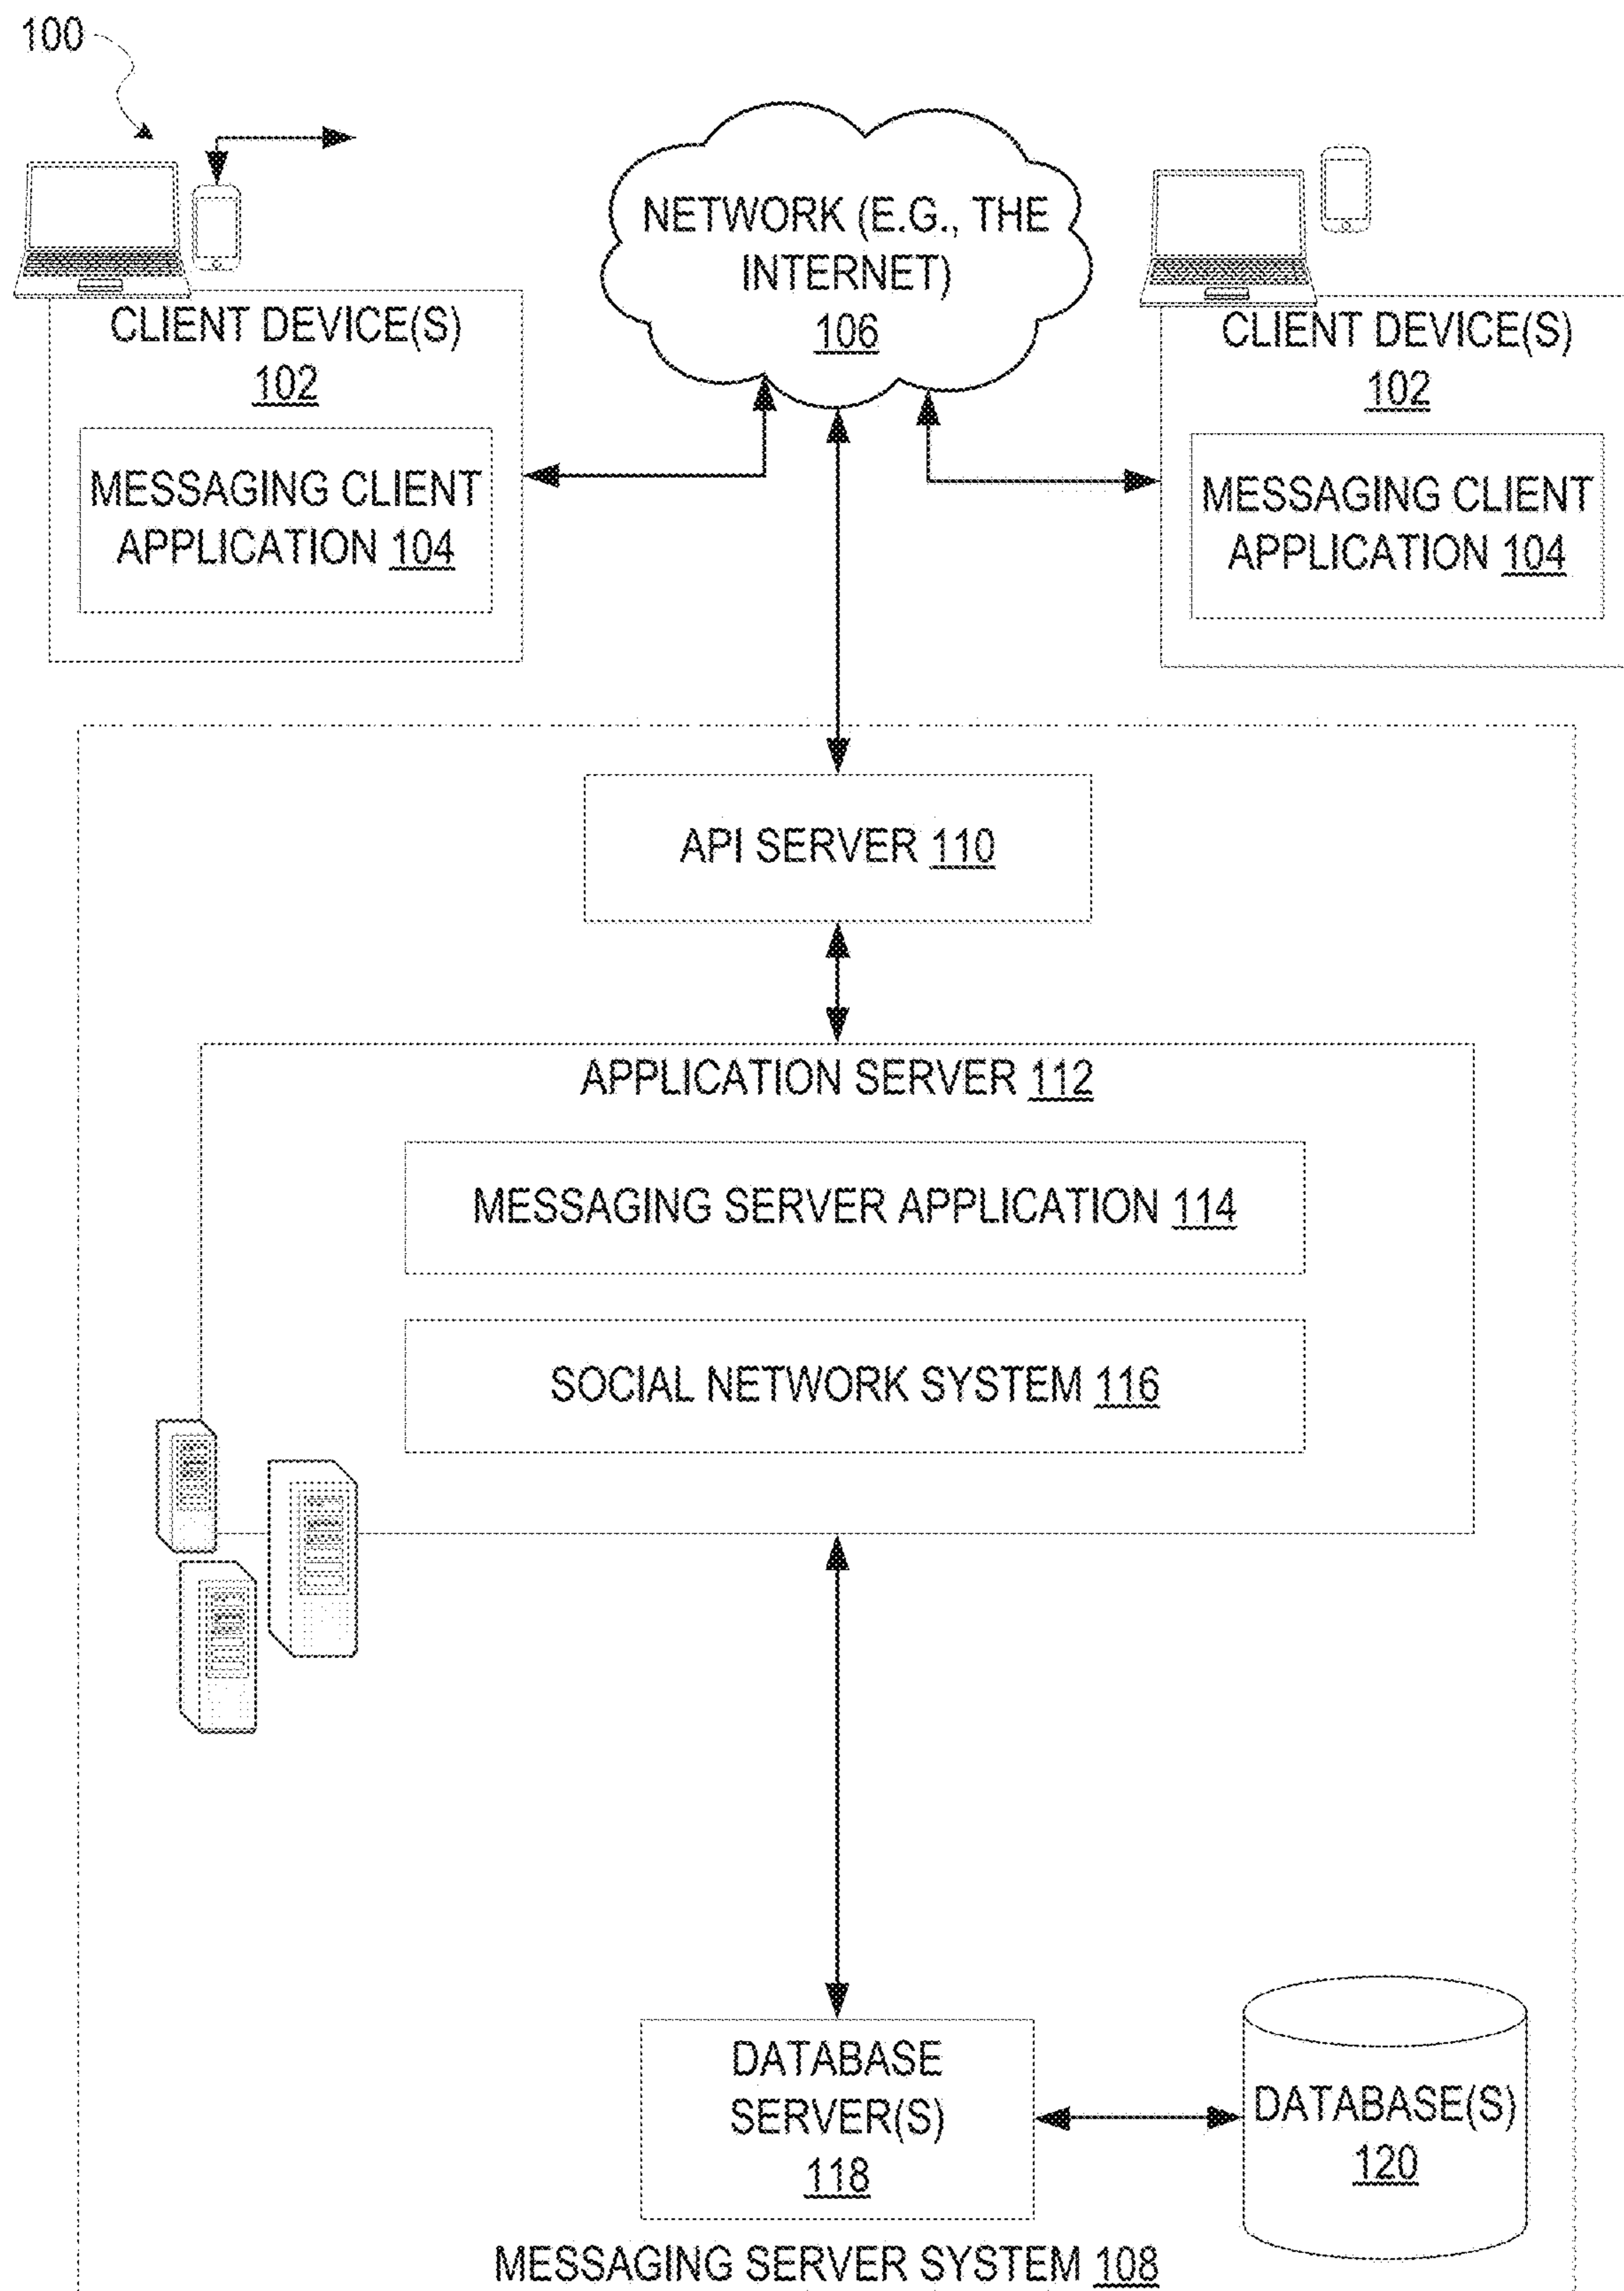 100
NETWORK (E.G., THE
INTERNET)
106
CLIENT DEVICE(S)
102
MESSAGING CLIENT
APPLICATION 104
CLIENT DEVICE(S)
102
MESSAGING CLIENT
APPLICATION 104
API SERVER 110
APPLICATION SERVER 112
MESSAGING SERVER APPLICATION 114
SOCIAL NETWORK SYSTEM 116
DATABASE
SERVER(S)
118
DATABASE(S)
120
MESSAGING SERVER SYSTEM 108